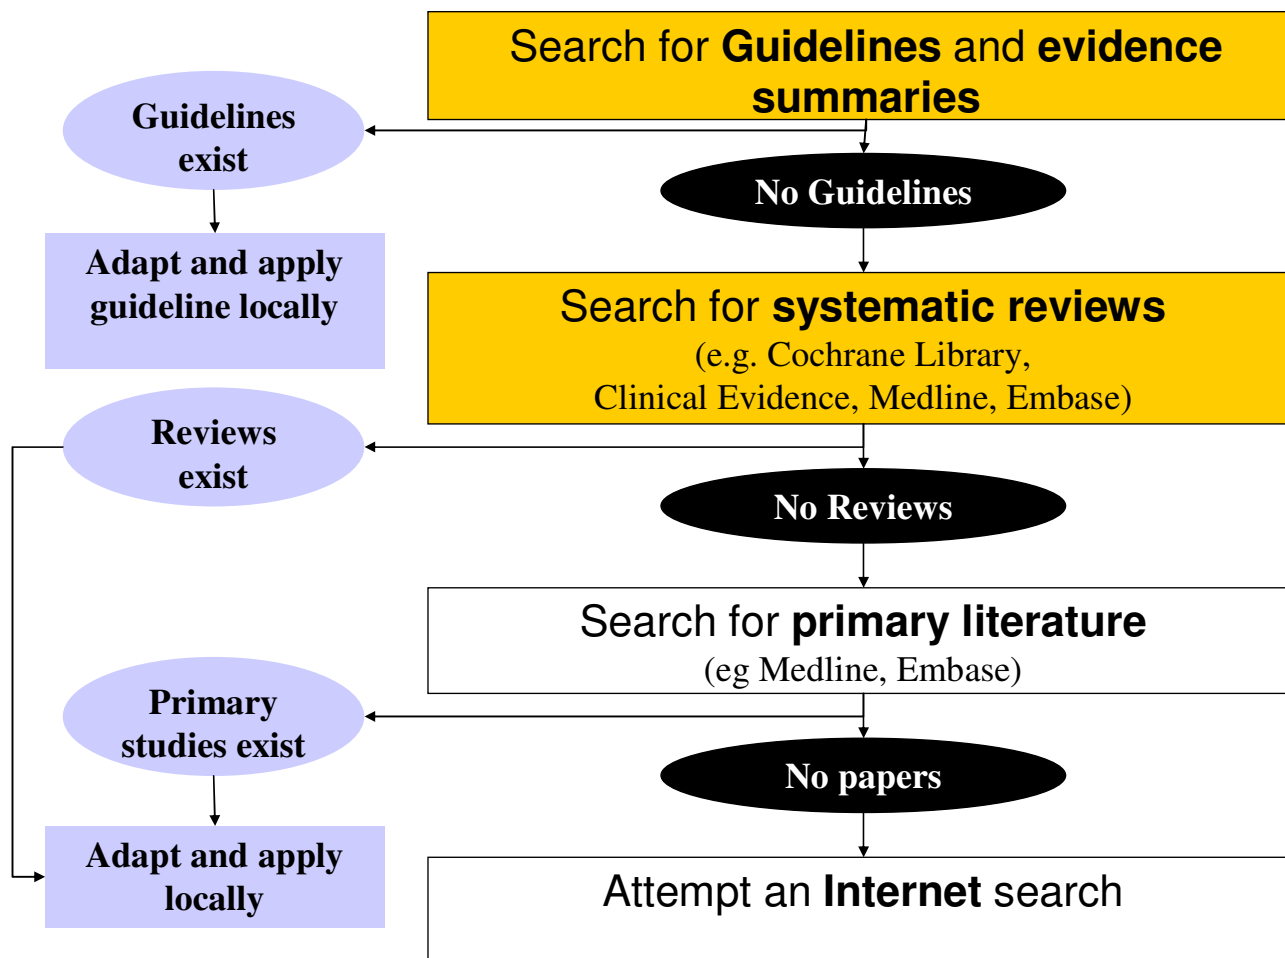 Search for Guidelines and evidence
summaries
Guidelines
exist
No Guidelines
Adapt and apply
guideline locally
Search for systematic reviews
(e.g. Cochrane Library,
Clinical Evidence, Medline, Embase)
Reviews
exist
No Reviews
Search for primary literature
(eg Medline, Embase)
Primary
studies exist
No papers
Adapt and apply
locally
Attempt an Internet search